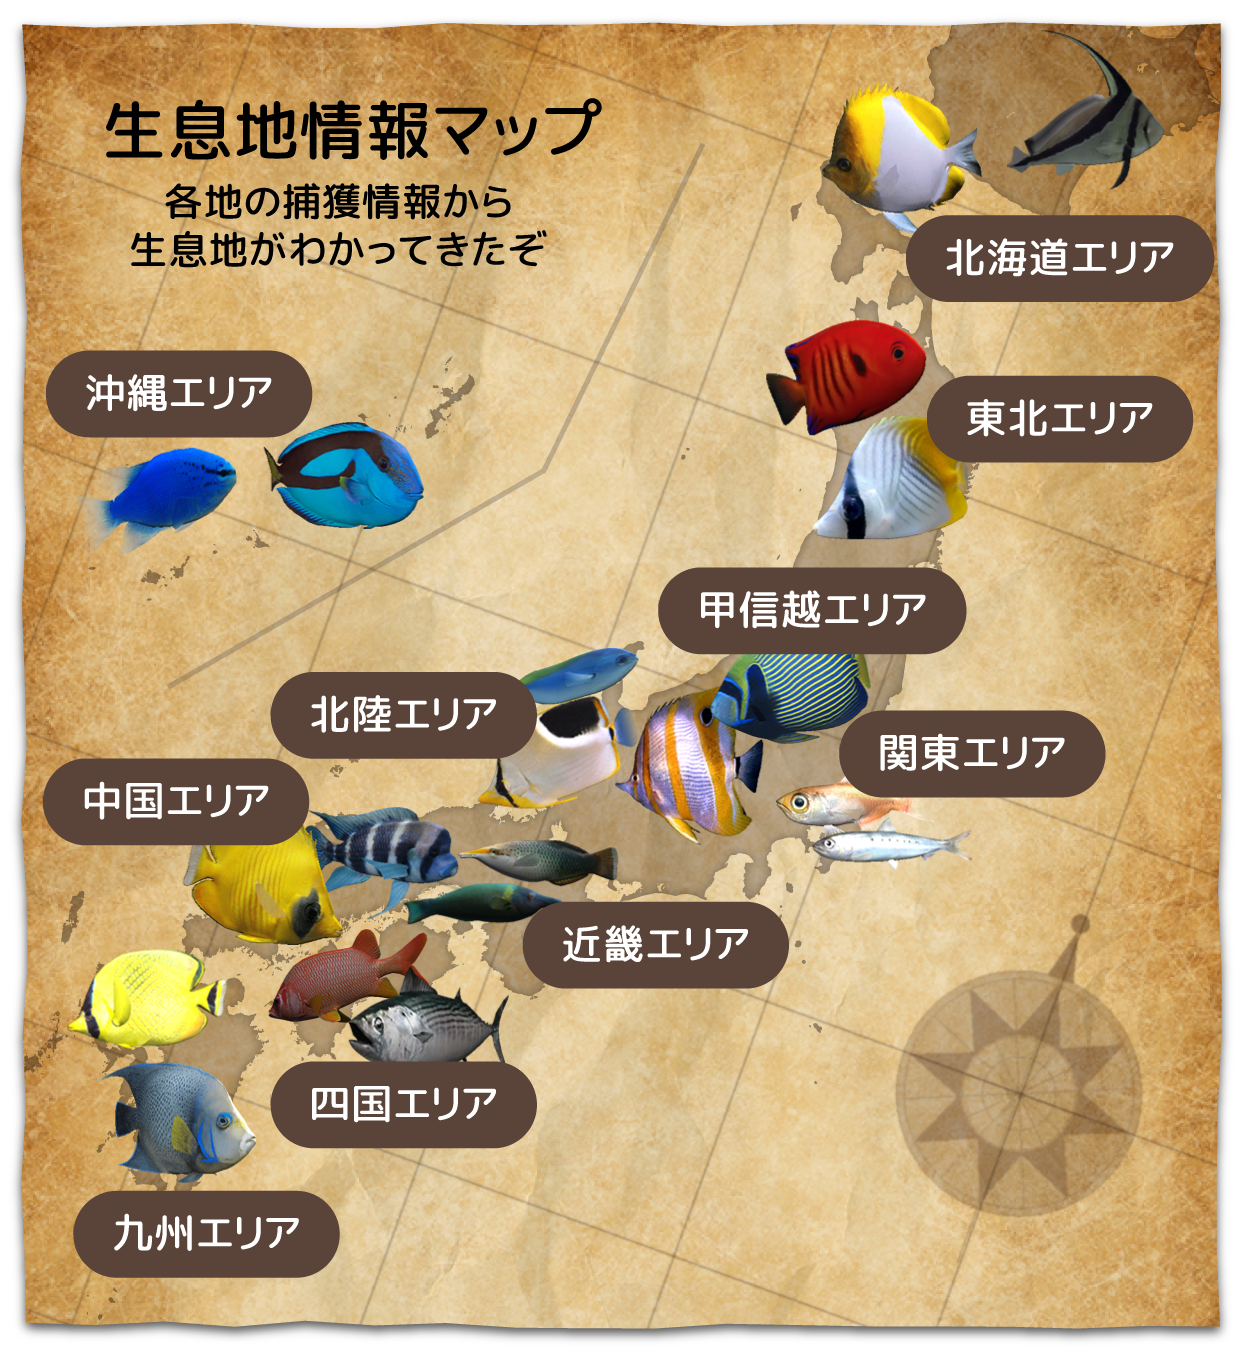 生息地情報マップ
各地の捕獲情報から
生息地がわかってきたぞ
北海道エリア
沖縄エリア
東北エリア
甲信越エリア
北陸エリア
関東エリア
中国エリア
近畿エリア
四国エリア
九州エリア